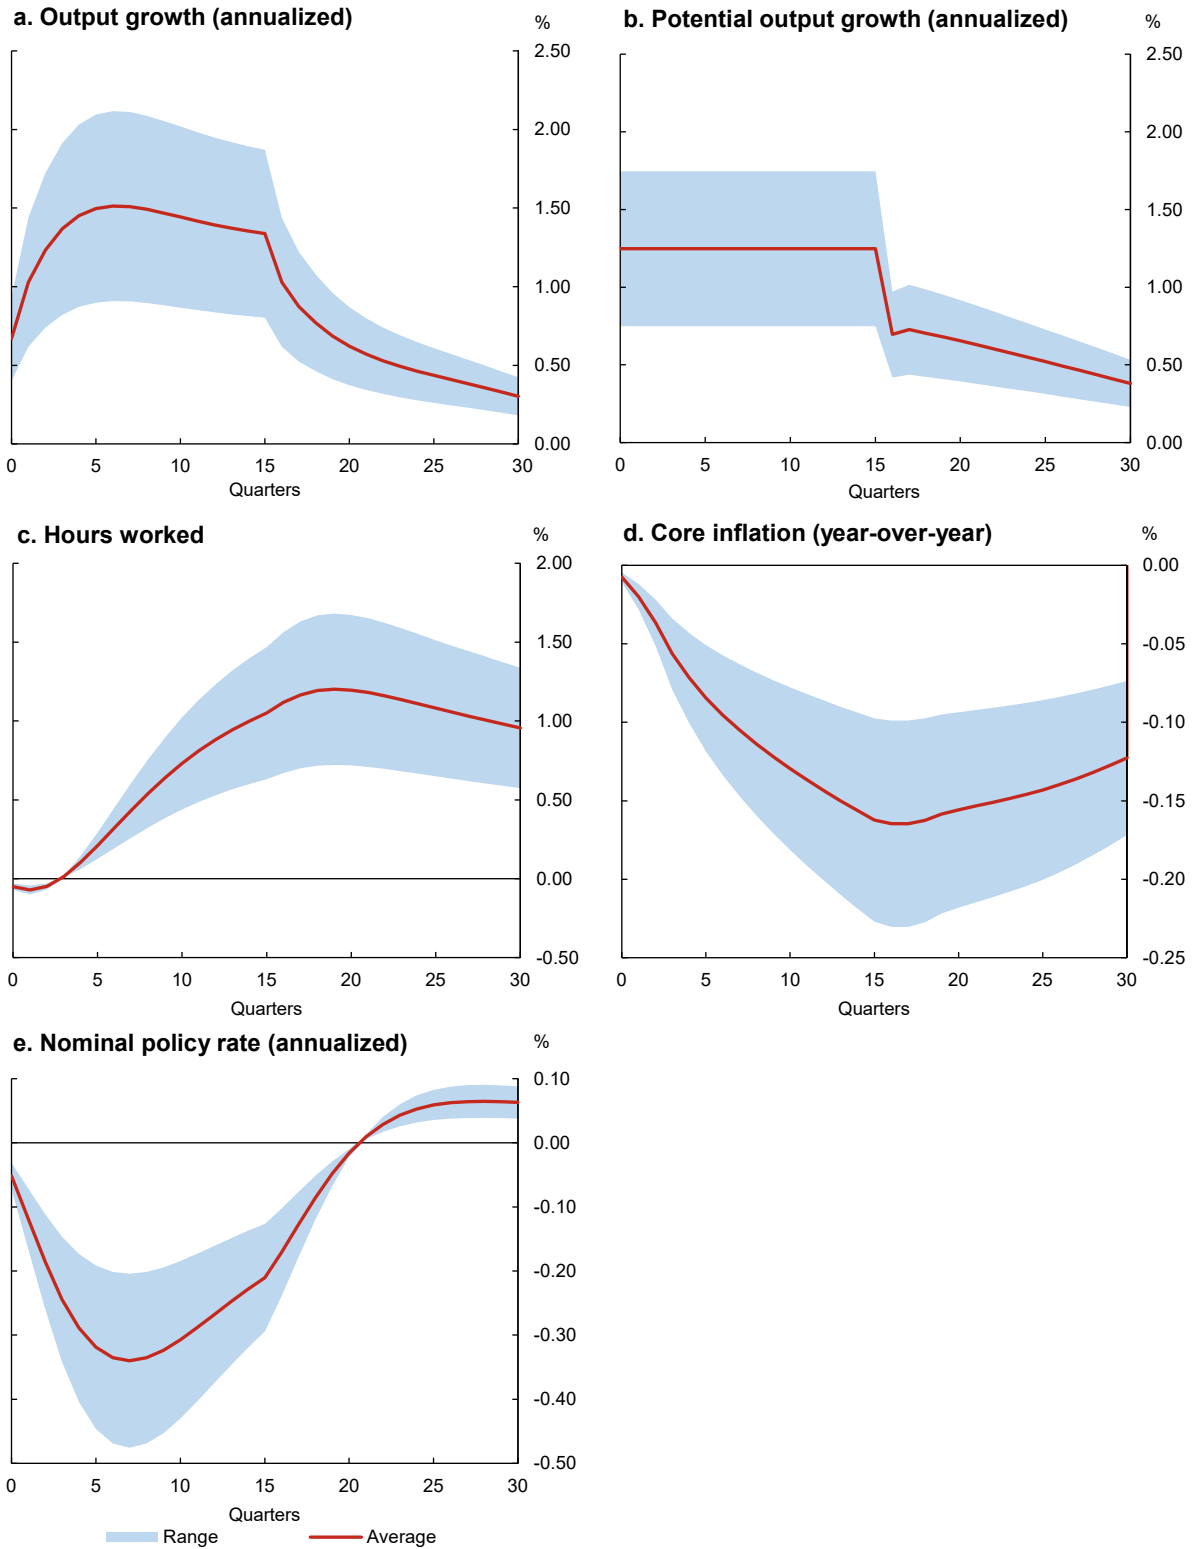 a. Output growth (annualized)
%
2.50
2.00
1.50
1.00
0.50
0.00
0 5 10 15 20 25 30
Quarters
b. Potential output growth (annualized)
%
2.50
2.00
1.50
1.00
0.50
0.00
0 5 10 15 20 25 30
Quarters
c. Hours worked
%
2.00
1.50
1.00
0.50
0.00
-0.50
0 5 10 15 20 25 30
Quarters
d. Core inflation (year-over-year)
%
0.00
-0.05
-0.10
-0.15
-0.20
-0.25
0 5 10 15 20 25 30
Quarters
e. Nominal policy rate (annualized)
%
0.10
0.00
-0.10
-0.20
-0.30
-0.40
-0.50
0 5 10 15 20 25 30
Quarters
Range Average